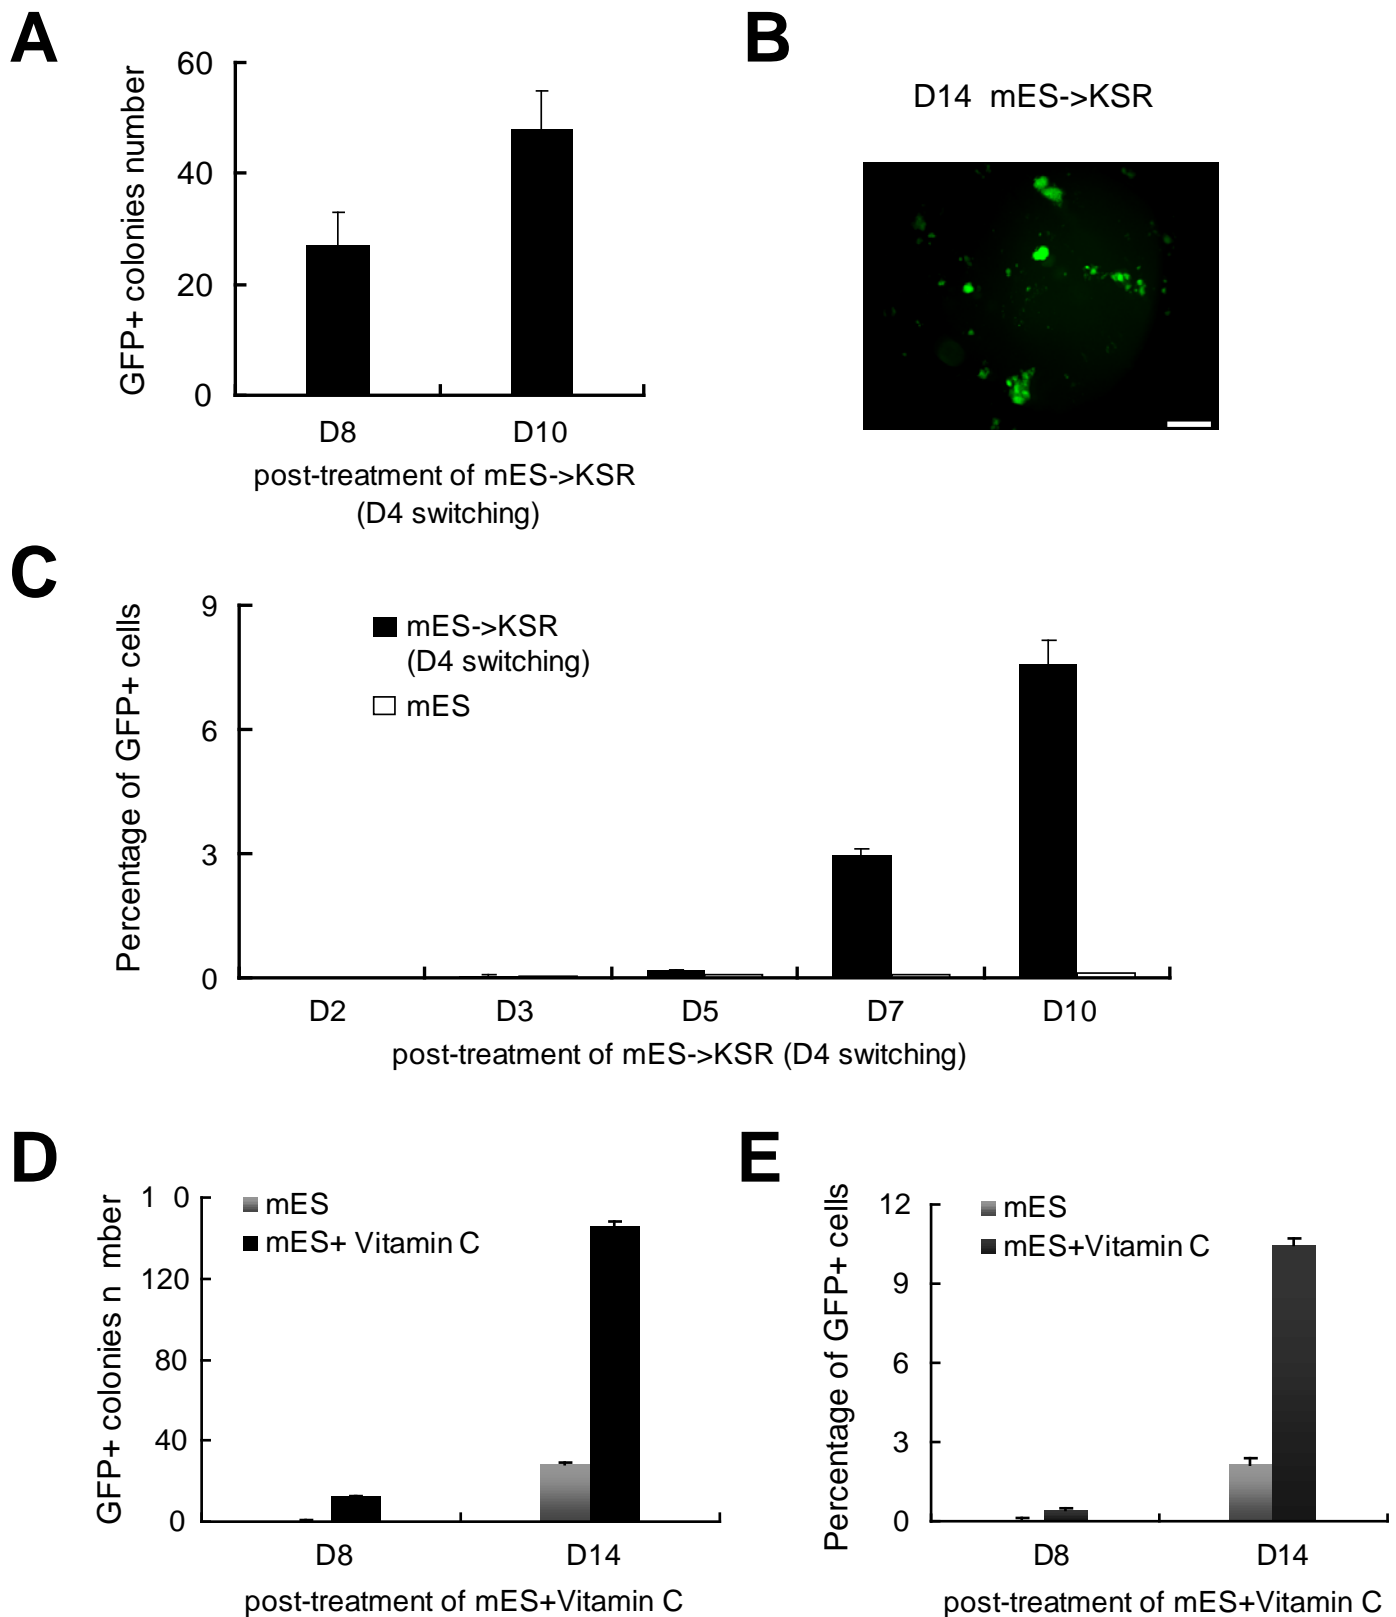 A
60
40
20
0
GFP+ colonies number
D8 D10
post-treatment of mES->KSR
(D4 switching)
B
D14 mES->KSR
C
9
6
3
0
Percentage of GFP+ cells
mES->KSR
(D4 switching)
mES
D2 D3 D5 D7 D10
post-treatment of mES->KSR (D4 switching)
D
1 0
120
80
40
0
GFP+ colonies n mber
mES
mES+ Vitamin C
D8 D14
post-treatment of mES+Vitamin C
E
12
9
6
3
0
Percentage of GFP+ cells
mES
mES+Vitamin C
D8 D14
post-treatment of mES+Vitamin C